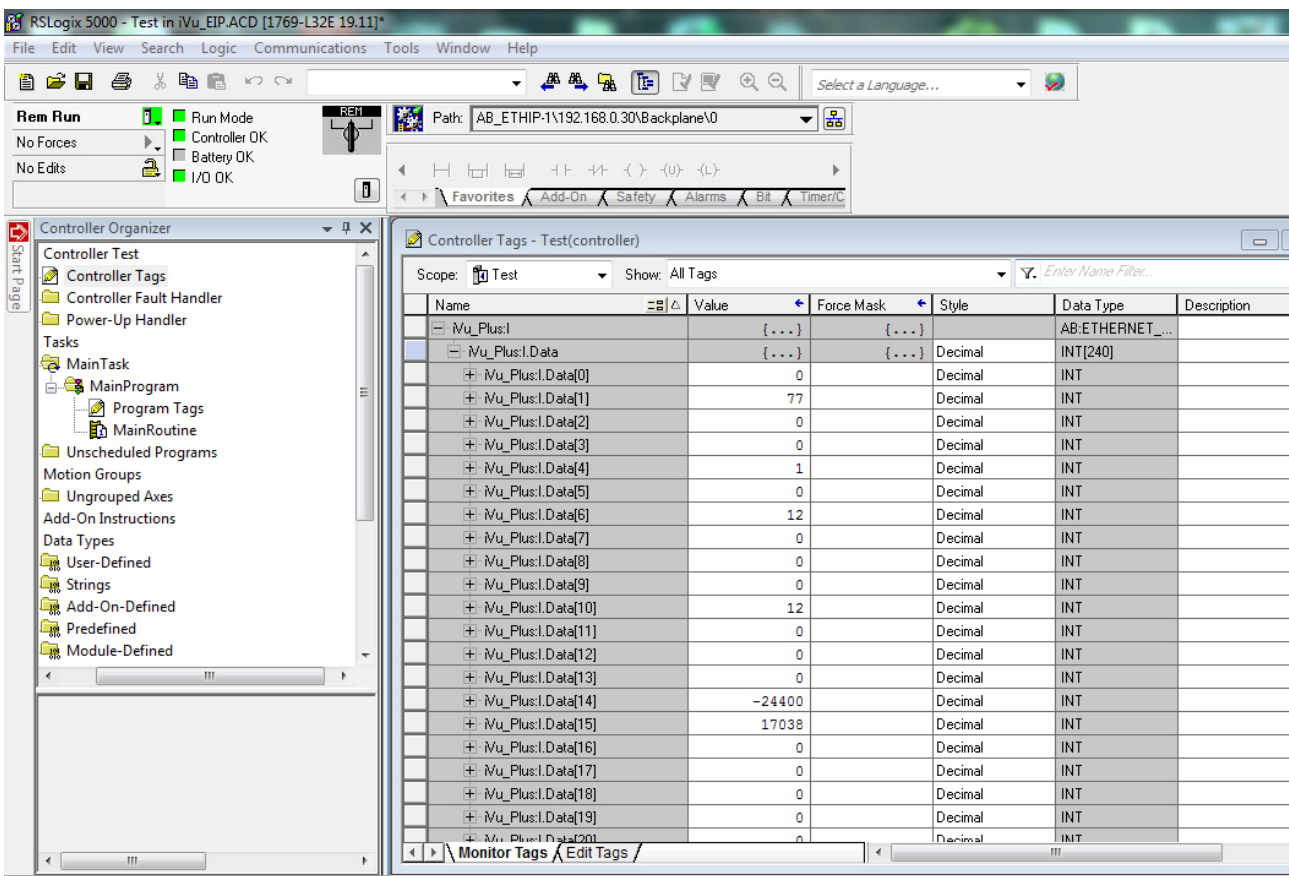 RSLogix 5000 - Test in iVu_EIP.ACD [1769-L32E 19.11]*
File Edit View Search Logic Communications Tools Window Help
Select a Language...
Rem Run
Run Mode
No Forces
Controller OK
No Edits
Battery OK
I/O OK
REM
Path: AB_ETHIP-1\192.168.0.30\Backplane\0
Favorites Add-On Safety Alarms Bit Timer/C
Start Page
Controller Organizer
Controller Test
Controller Tags
Controller Fault Handler
Power-Up Handler
Tasks
MainTask
MainProgram
Program Tags
MainRoutine
Unscheduled Programs
Motion Groups
Ungrouped Axes
Add-On Instructions
Data Types
User-Defined
Strings
Add-On-Defined
Predefined
Module-Defined
Controller Tags - Test(controller)
Scope: Test Show: All Tags Enter Name Filter...
Name Value Force Mask Style Data Type Description
iVu_Plus:I {...} {...} AB:ETHERNET_...
iVu_Plus:I.Data {...} {...} Decimal INT[240]
iVu_Plus:I.Data[0] 0 Decimal INT
iVu_Plus:I.Data[1] 77 Decimal INT
iVu_Plus:I.Data[2] 0 Decimal INT
iVu_Plus:I.Data[3] 0 Decimal INT
iVu_Plus:I.Data[4] 1 Decimal INT
iVu_Plus:I.Data[5] 0 Decimal INT
iVu_Plus:I.Data[6] 12 Decimal INT
iVu_Plus:I.Data[7] 0 Decimal INT
iVu_Plus:I.Data[8] 0 Decimal INT
iVu_Plus:I.Data[9] 0 Decimal INT
iVu_Plus:I.Data[10] 12 Decimal INT
iVu_Plus:I.Data[11] 0 Decimal INT
iVu_Plus:I.Data[12] 0 Decimal INT
iVu_Plus:I.Data[13] 0 Decimal INT
iVu_Plus:I.Data[14] -24400 Decimal INT
iVu_Plus:I.Data[15] 17038 Decimal INT
iVu_Plus:I.Data[16] 0 Decimal INT
iVu_Plus:I.Data[17] 0 Decimal INT
iVu_Plus:I.Data[18] 0 Decimal INT
iVu_Plus:I.Data[19] 0 Decimal INT
iVu_Plus:I.Data[20] 0 Decimal INT
Monitor Tags Edit Tags